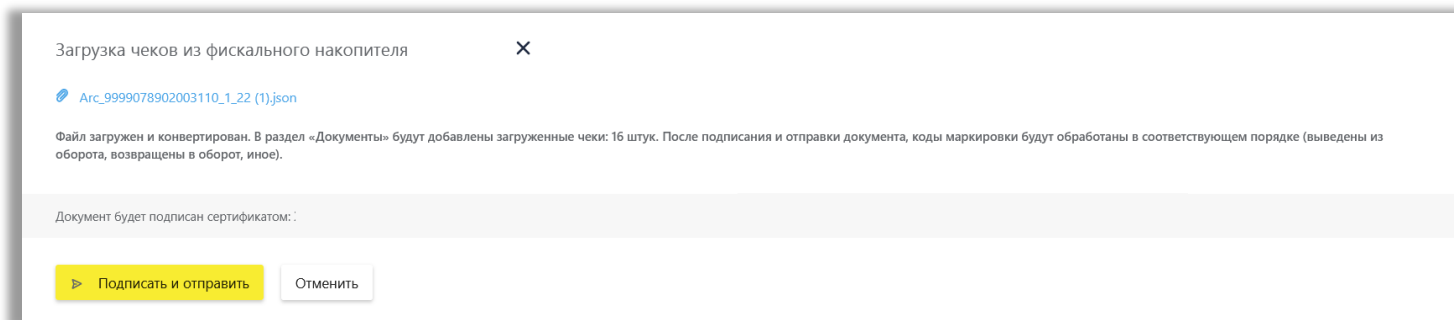 Загрузка чеков из фискального накопителя
Arc_9999078902003110_1_22 (1).json
Файл загружен и конвертирован. В раздел «Документы» будут добавлены загруженные чеки: 16 штук. После подписания и отправки документа, коды маркировки будут обработаны в соответствующем порядке (выведены из
оборота, возвращены в оборот, иное).
Документ будет подписан сертификатом:
Подписать и отправить
Отменить